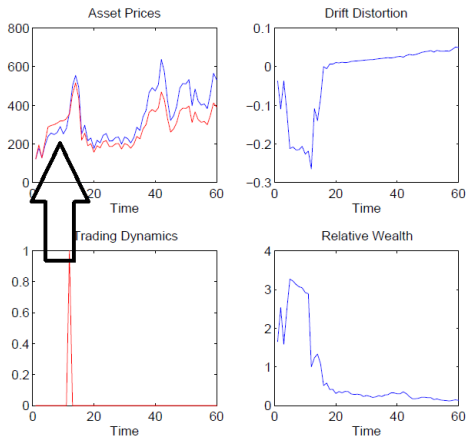 Asset Prices
800
600
400
200
0
0 20 40 60
Time
Drift Distortion
0.1
0
−0.1
−0.2
−0.3
0 20 40 60
Time
Trading Dynamics
1
0.8
0.6
0.4
0.2
0
0 20 40 60
Time
Relative Wealth
4
3
2
1
0
0 20 40 60
Time